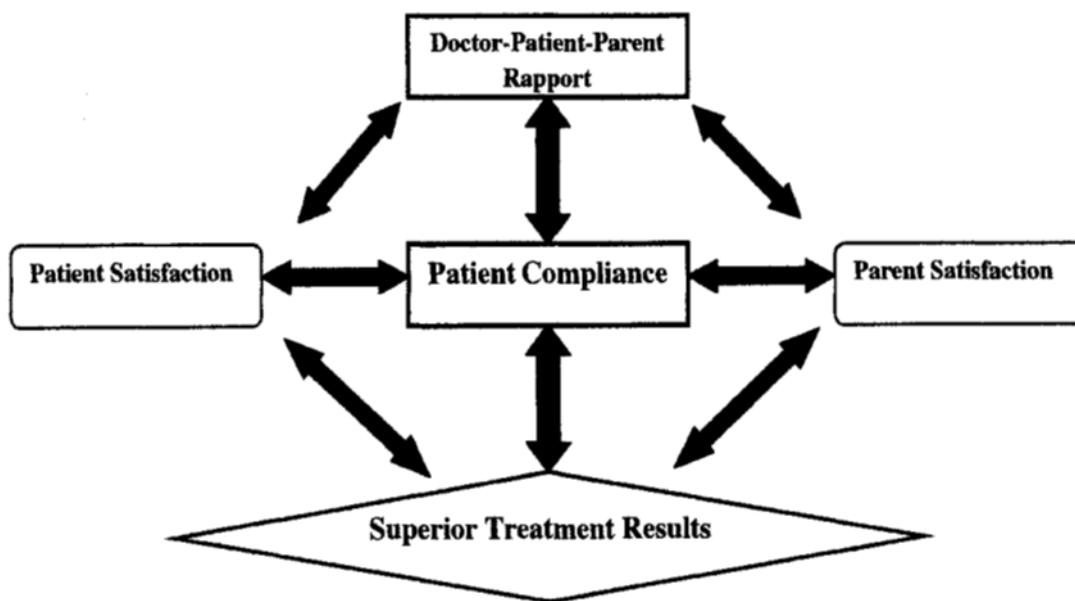 Doctor-Patient-Parent
Rapport
Patient Satisfaction
Patient Compliance
Parent Satisfaction
Superior Treatment Results